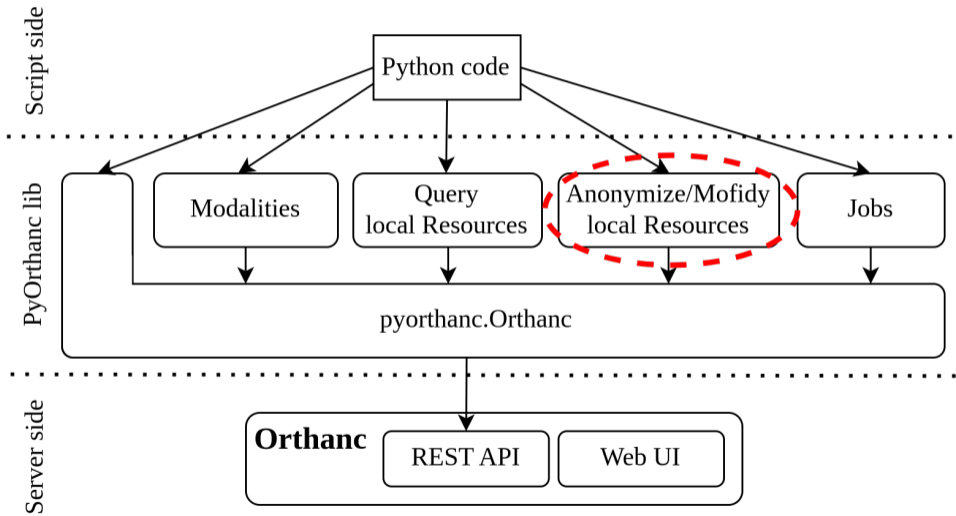 Script side
Python code
PyOrthanc lib
Modalities
Query
local Resources
Anonymize/Mofidy
local Resources
Jobs
pyorthanc.Orthanc
Server side
Orthanc
REST API
Web UI